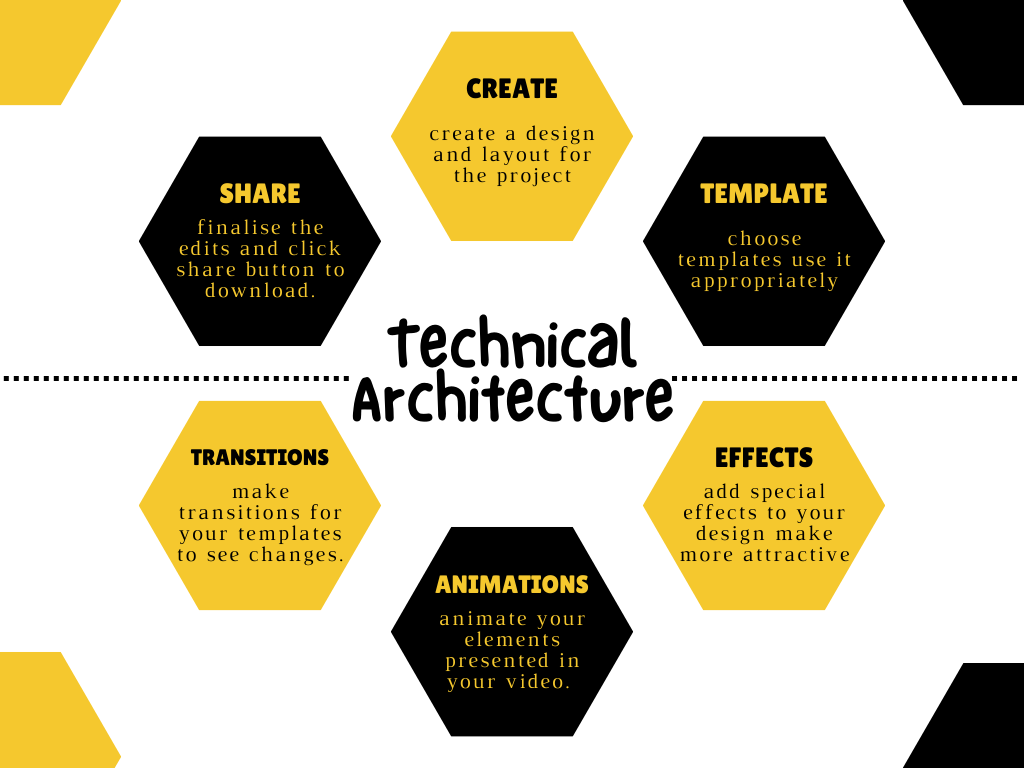 CREATE
create a design
and layout for
the project
SHARE
finalise the
edits and click
share button to
download.
TEMPLATE
choose
templates use it
appropriately
Technical
Architecture
TRANSITIONS
make
transitions for
your templates
to see changes.
EFFECTS
add special
effects to your
design make
more attractive
ANIMATIONS
animate your
elements
presented in
your video.